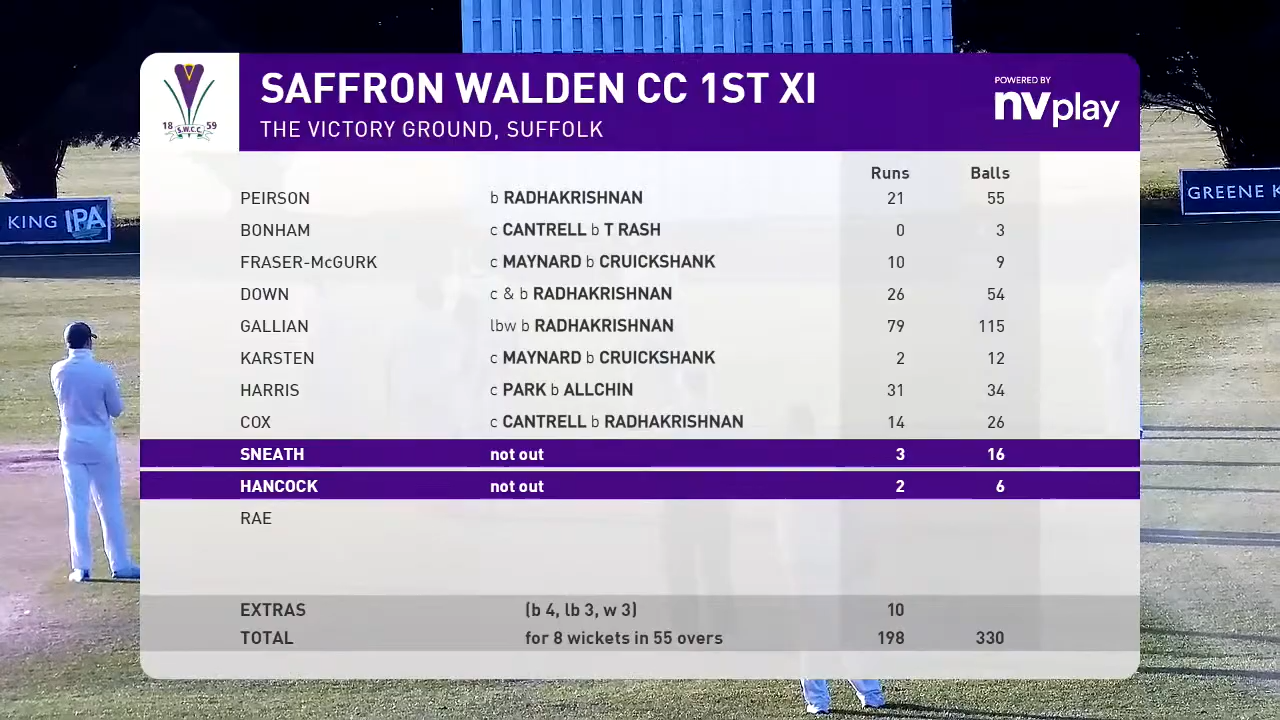 SAFFRON WALDEN CC 1ST XI
THE VICTORY GROUND, SUFFOLK
POWERED BY
nvplay
18 59
S.W.C.C.
Runs Balls
PEIRSON b RADHAKRISHNAN 21 55
BONHAM c CANTRELL b T RASH 0 3
FRASER-McGURK c MAYNARD b CRUICKSHANK 10 9
DOWN c & b RADHAKRISHNAN 26 54
GALLIAN lbw b RADHAKRISHNAN 79 115
KARSTEN c MAYNARD b CRUICKSHANK 2 12
HARRIS c PARK b ALLCHIN 31 34
COX c CANTRELL b RADHAKRISHNAN 14 26
SNEATH not out 3 16
HANCOCK not out 2 6
RAE
EXTRAS (b 4, lb 3, w 3) 10
TOTAL for 8 wickets in 55 overs 198 330
KING IPA
GREENE K